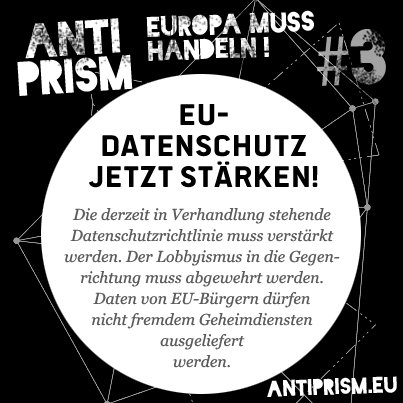 ANTI
PRISM
EUROPA MUSS
HANDELN!
#3
EU-
DATENSCHUTZ
JETZT STÄRKEN!
Die derzeit in Verhandlung stehende
Datenschutzrichtlinie muss verstärkt
werden. Der Lobbyismus in die Gegen-
richtung muss abgewehrt werden.
Daten von EU-Bürgern dürfen
nicht fremdem Geheimdiensten
ausgeliefert
werden.
ANTIPRISM.EU